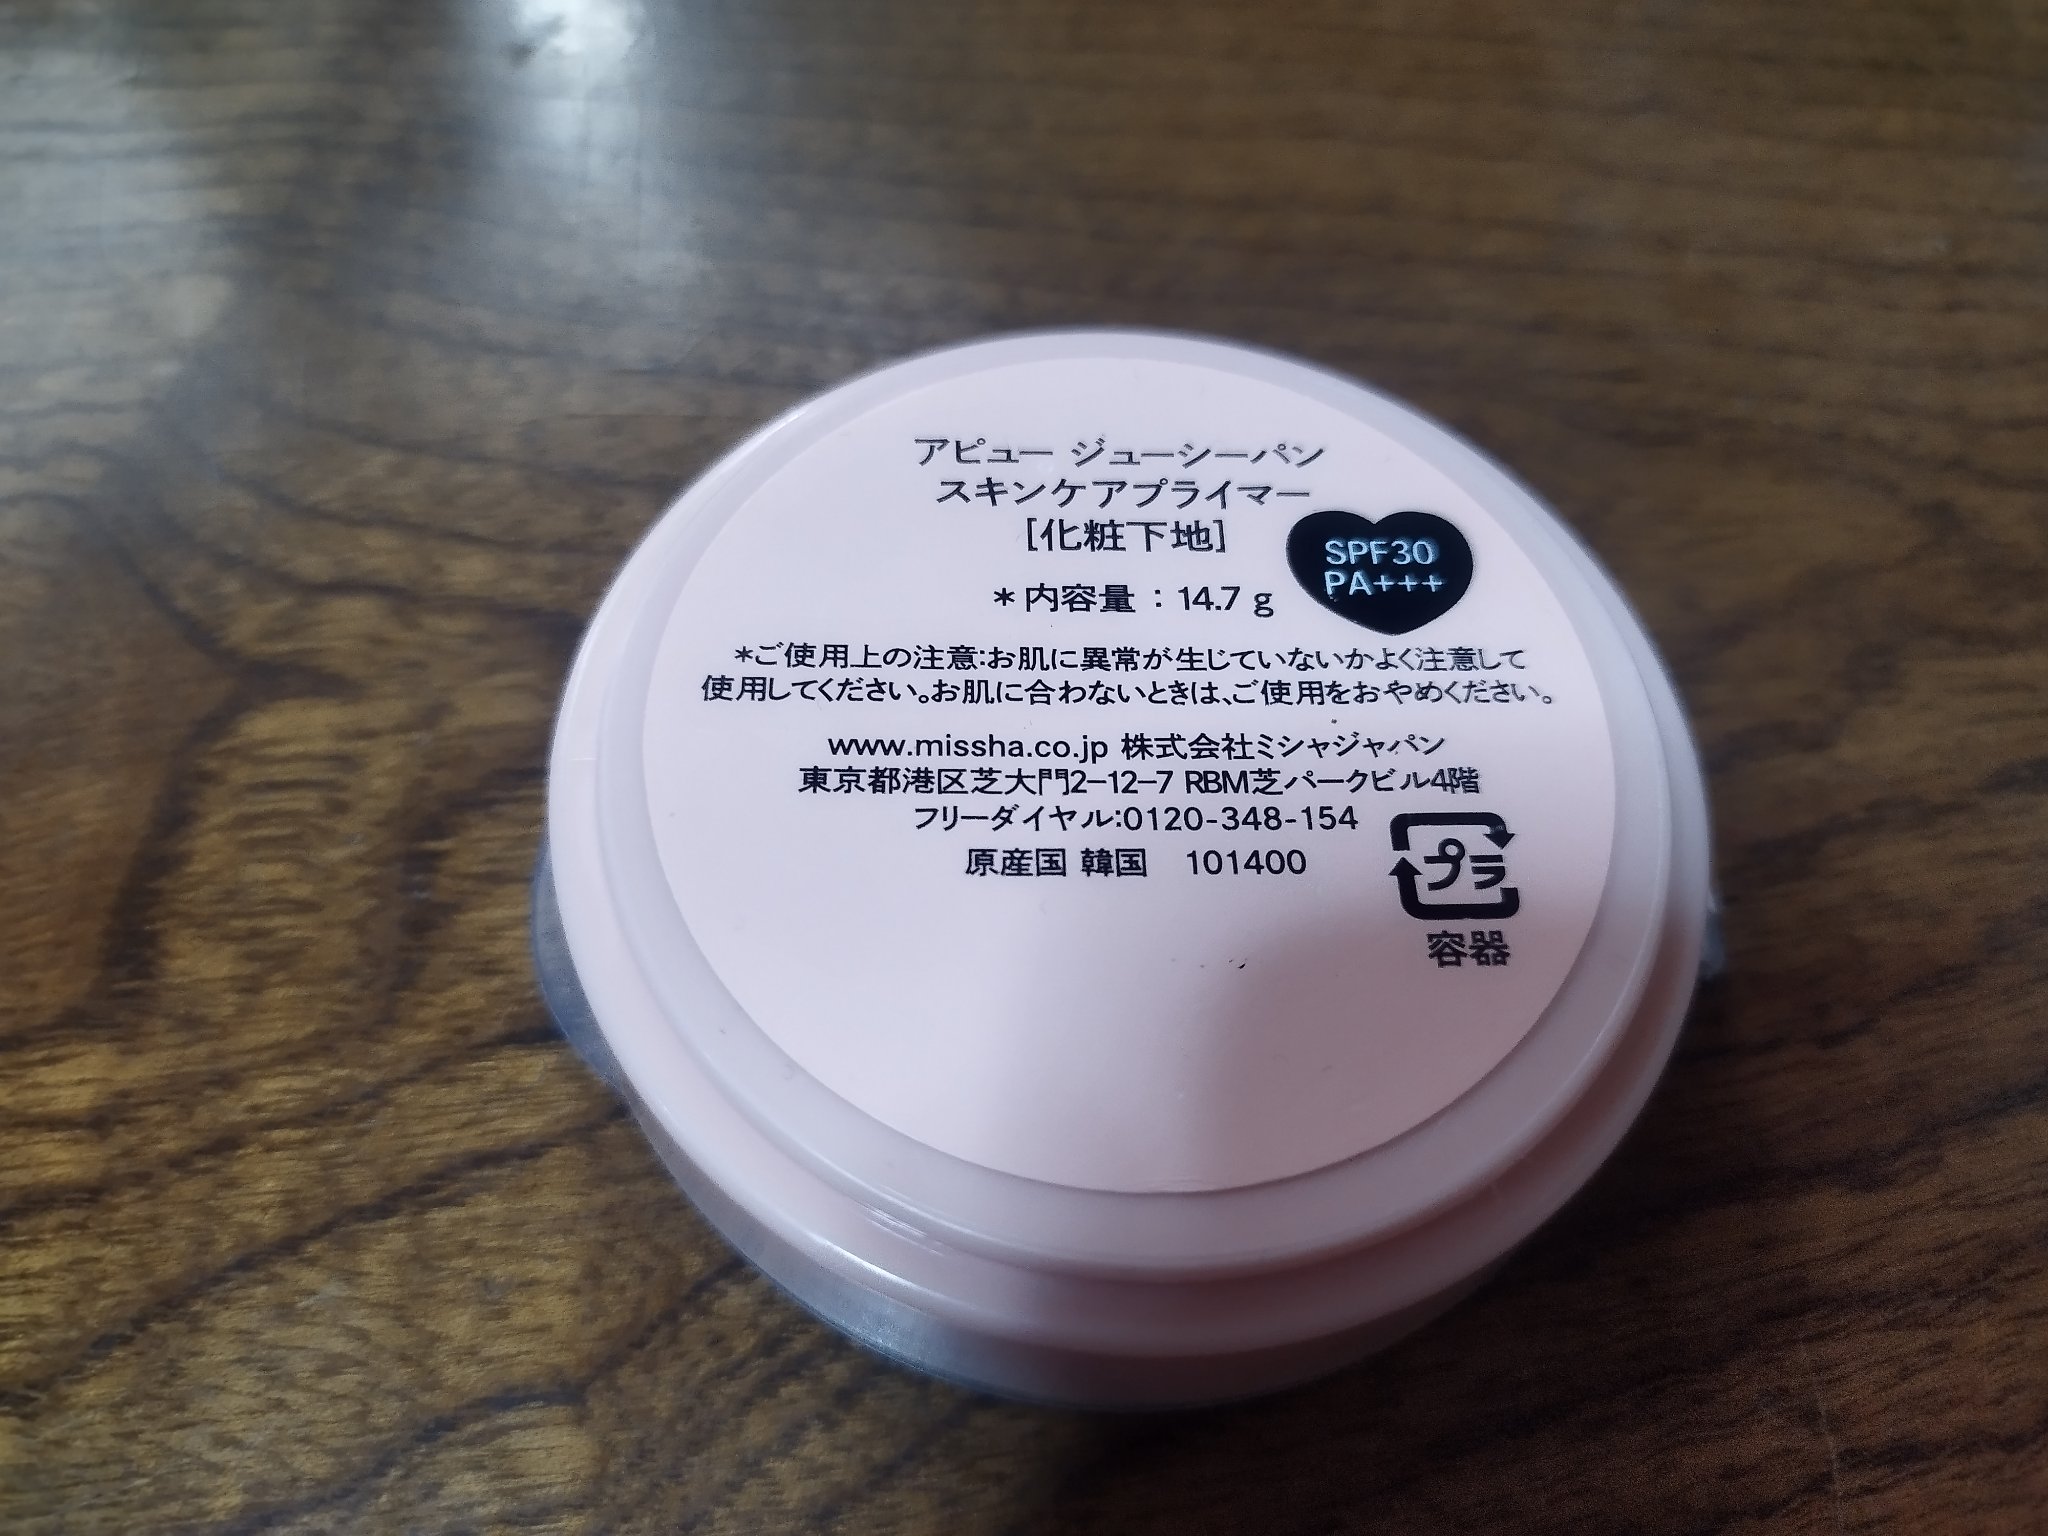 アピュー ジューシーパン
スキンケアプライマー
[化粧下地]
SPF30
PA+++
＊内容量 : 14.7 g
＊ご使用上の注意:お肌に異常が生じていないかよく注意して
使用してください。お肌に合わないときは、ご使用をおやめください。
www.missha.co.jp 株式会社ミシャジャパン
東京都港区芝大門2-12-7 RBM芝パークビル4階
フリーダイヤル:0120-348-154
原産国 韓国 101400
プラ
容器